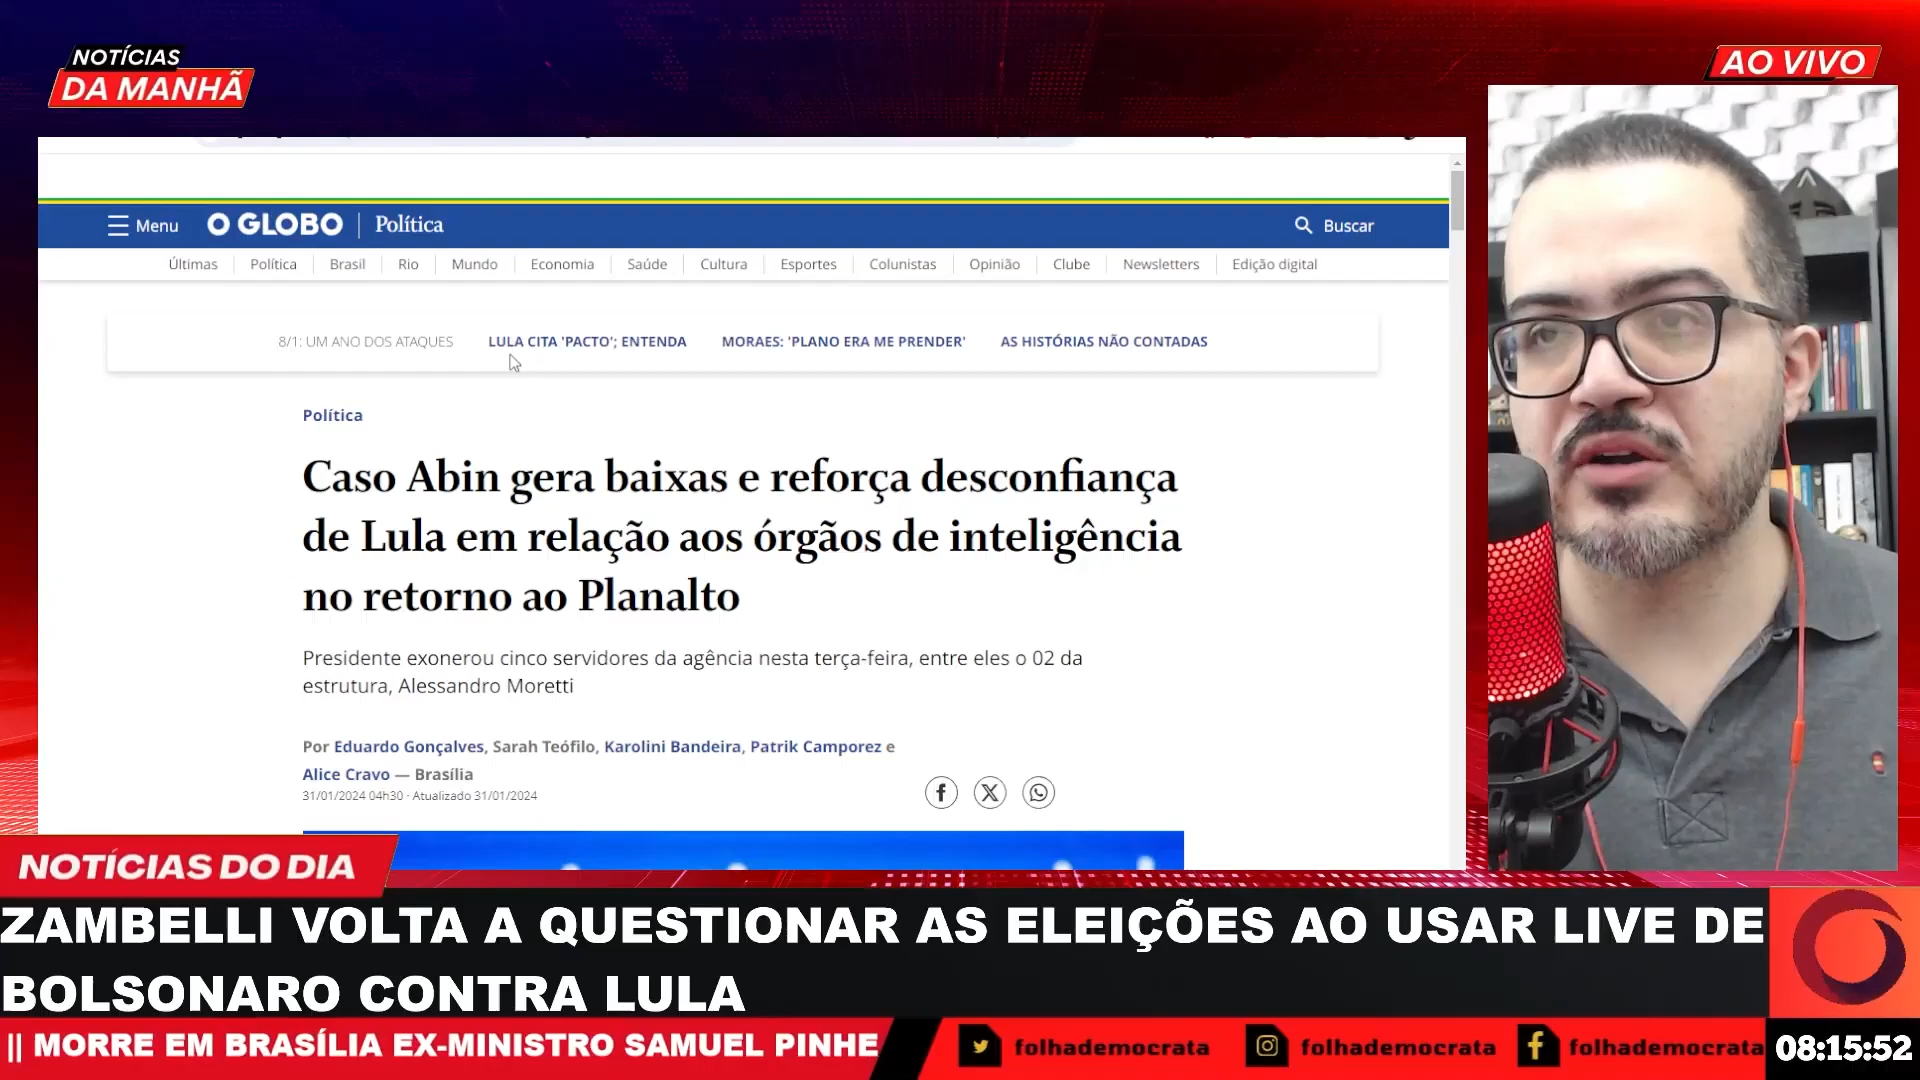 NOTÍCIAS
DA MANHÃ
AO VIVO
Menu
O GLOBO | Política
Buscar
Últimas
Política
Brasil
Rio
Mundo
Economia
Saúde
Cultura
Esportes
Colunistas
Opinião
Clube
Newsletters
Edição digital
8/1: UM ANO DOS ATAQUES
LULA CITA 'PACTO'; ENTENDA
MORAES: 'PLANO ERA ME PRENDER'
AS HISTÓRIAS NÃO CONTADAS
Política
Caso Abin gera baixas e reforça desconfiança
de Lula em relação aos órgãos de inteligência
no retorno ao Planalto
Presidente exonerou cinco servidores da agência nesta terça-feira, entre eles o 02 da
estrutura, Alessandro Moretti
Por Eduardo Gonçalves, Sarah Teófilo, Karolini Bandeira, Patrik Camporez e
Alice Cravo — Brasília
31/01/2024 04h30 · Atualizado 31/01/2024
NOTÍCIAS DO DIA
ZAMBELLI VOLTA A QUESTIONAR AS ELEIÇÕES AO USAR LIVE DE
BOLSONARO CONTRA LULA
|| MORRE EM BRASÍLIA EX-MINISTRO SAMUEL PINHE
folhademocrata
folhademocrata
folhademocrata
08:15:52